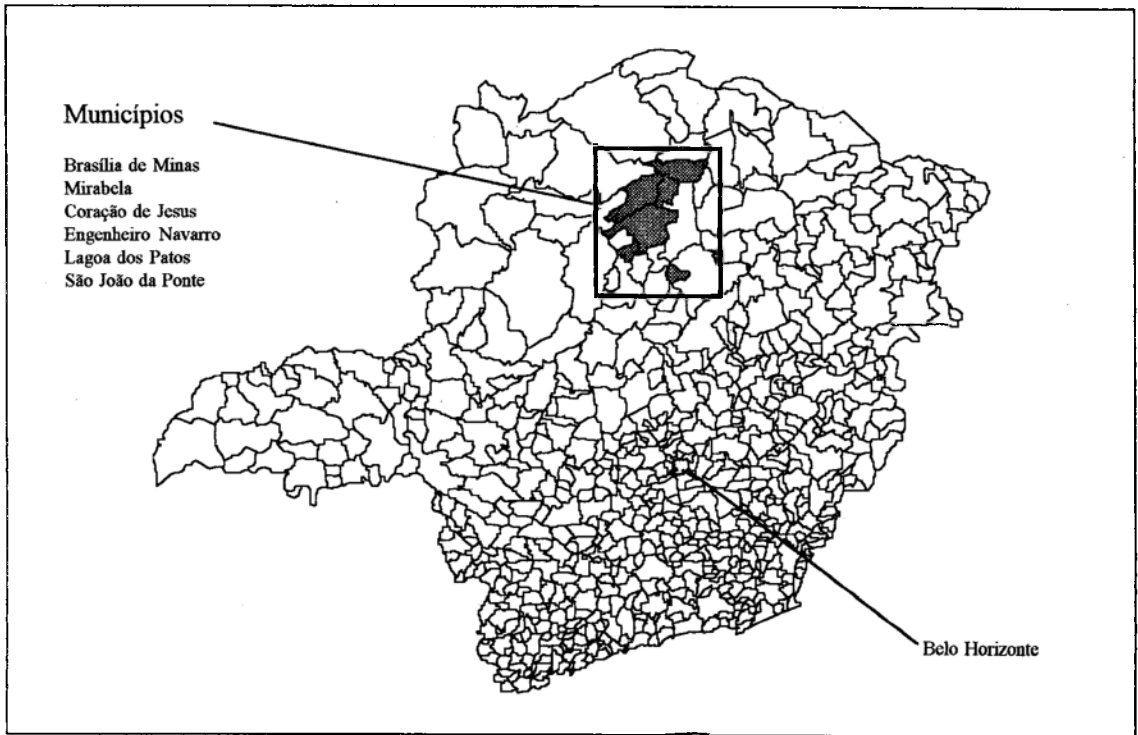 Municípios
Brasília de Minas
Mirabela
Coração de Jesus
Engenheiro Navarro
Lagoa dos Patos
São João da Ponte
Belo Horizonte